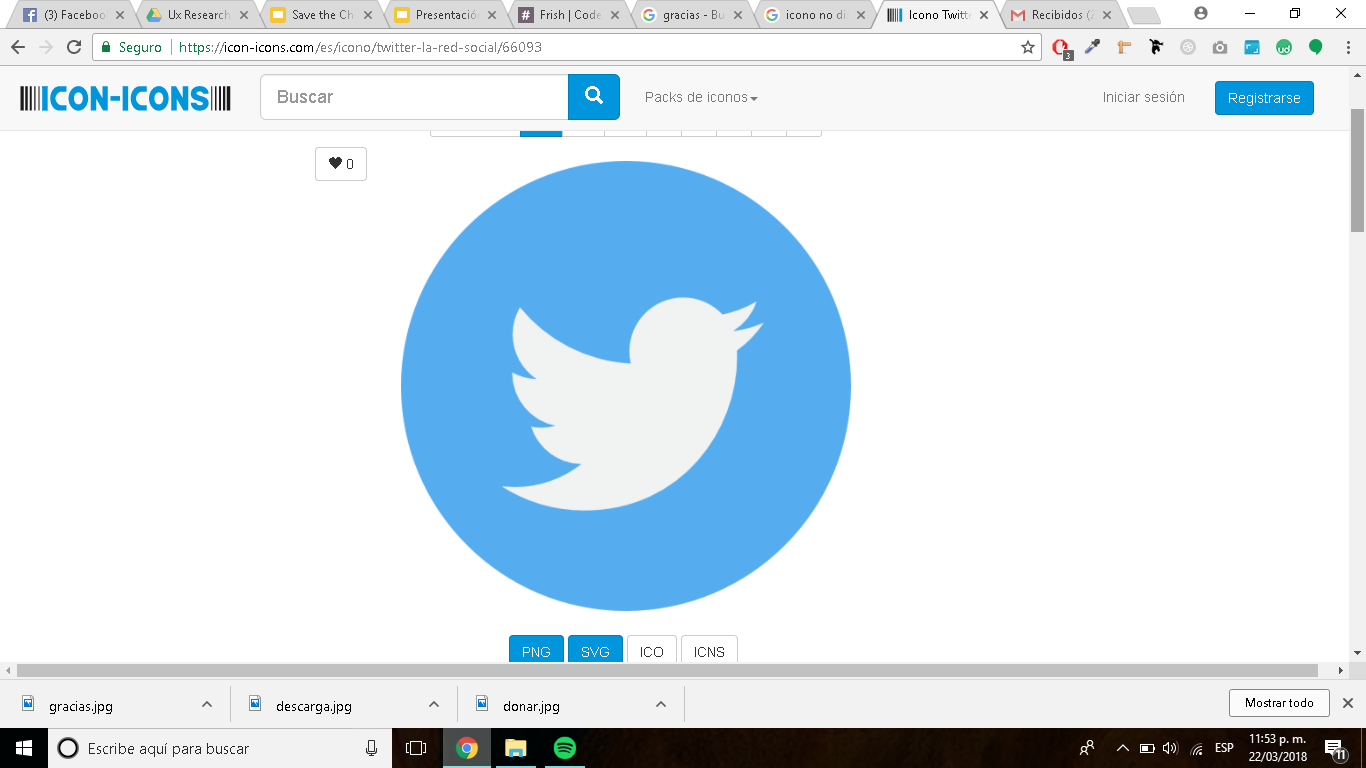 (3) Faceboo
Ux Research
Save the Ch
Presentació
Frish | Code
gracias - Bu
icono no d
Icono Twitt
Recibidos (
Seguro
https://icon-icons.com/es/icono/twitter-la-red-social/66093
3
ICON-ICONS
Buscar
Packs de iconos
Iniciar sesión
Registrarse
0
PNG
SVG
ICO
ICNS
gracias.jpg
descarga.jpg
donar.jpg
Mostrar todo
Escribe aquí para buscar
ESP
11:53 p. m.
22/03/2018
11